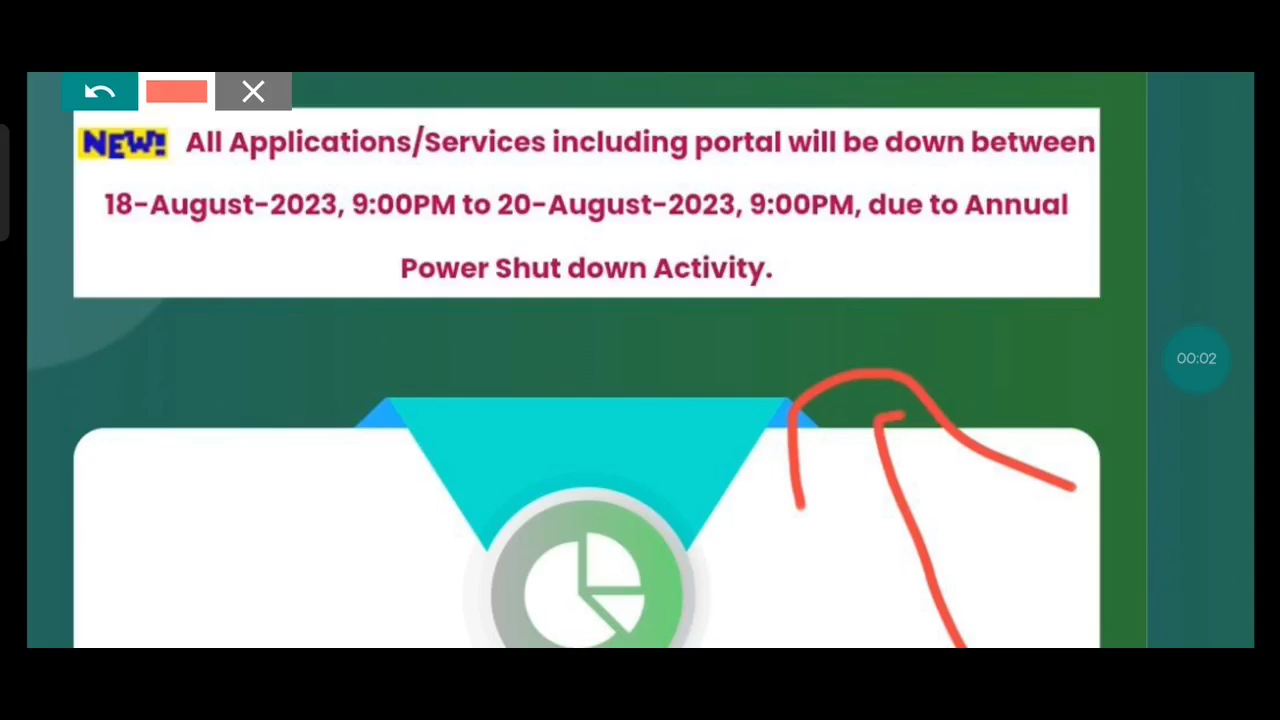 NEW! All Applications/Services including portal will be down between
18-August-2023, 9:00PM to 20-August-2023, 9:00PM, due to Annual
Power Shut down Activity.
00:02